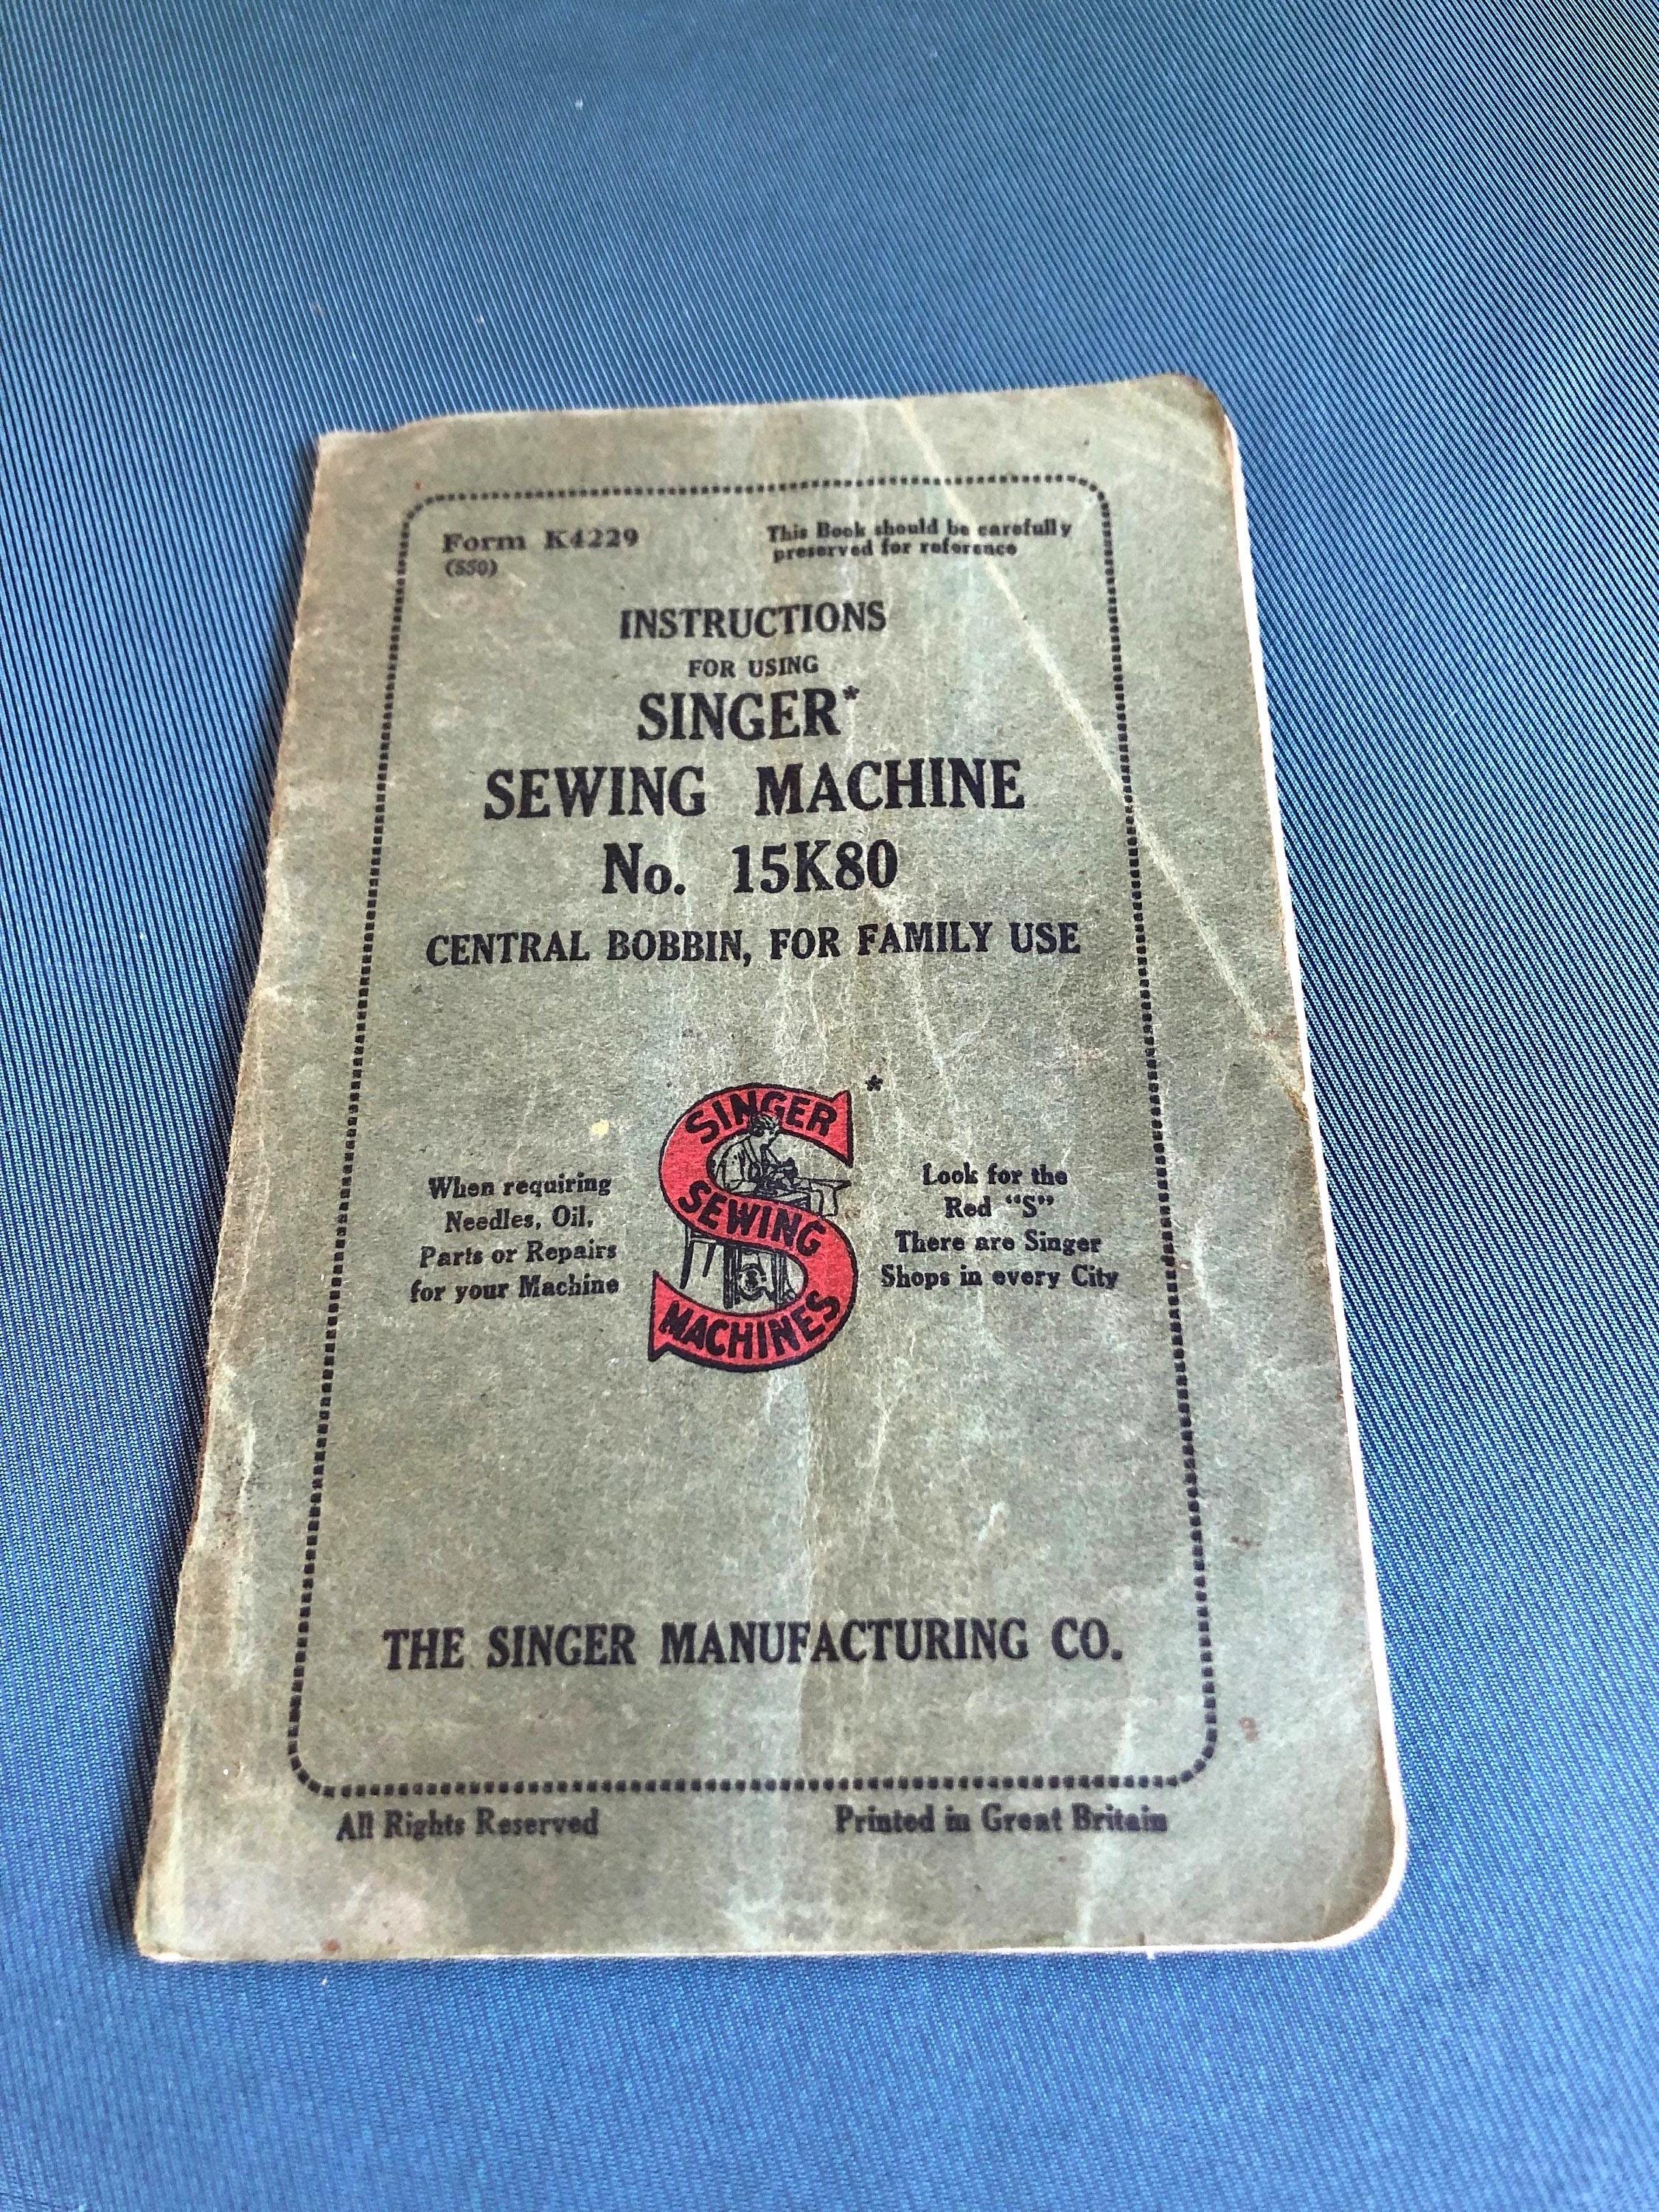 Form K4229
(550)
This Book should be carefully
preserved for reference
INSTRUCTIONS
FOR USING
SINGER*
SEWING MACHINE
No. 15K80
CENTRAL BOBBIN, FOR FAMILY USE
When requiring
Needles, Oil,
Parts or Repairs
for your Machine
SINGER
SEWING
MACHINES
*
Look for the
Red "S"
There are Singer
Shops in every City
THE SINGER MANUFACTURING CO.
All Rights Reserved
Printed in Great Britain